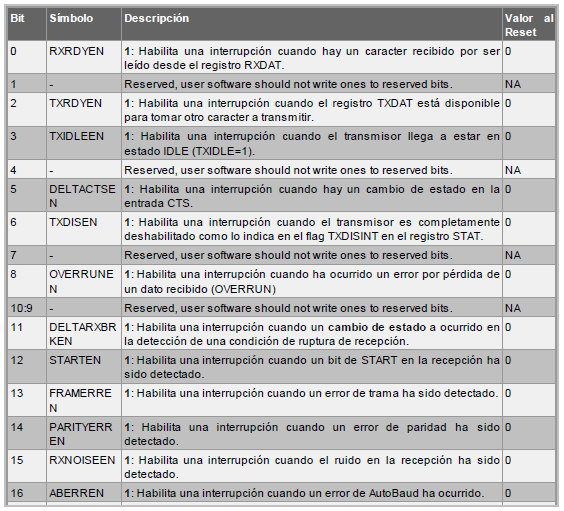 Bit Símbolo Descripción Valor al
Reset
0 RXRDYEN 1: Habilita una interrupción cuando hay un caracter recibido por ser 0
leído desde el registro RXDAT.
1 - Reserved, user software should not write ones to reserved bits. NA
2 TXRDYEN 1: Habilita una interrupción cuando el registro TXDAT está disponible 0
para tomar otro caracter a transmitir.
3 TXIDLEEN 1: Habilita una interrupción cuando el transmisor llega a estar en 0
estado IDLE (TXIDLE=1).
4 - Reserved, user software should not write ones to reserved bits. NA
5 DELTACTSE 1: Habilita una interrupción cuando hay un cambio de estado en la 0
N entrada CTS.
6 TXDISEN 1: Habilita una interrupción cuando el transmisor es completamente 0
deshabilitado como lo indica en el flag TXDISINT en el registro STAT.
7 - Reserved, user software should not write ones to reserved bits. NA
8 OVERRUNE 1: Habilita una interrupción cuando ha ocurrido un error por pérdida de 0
N un dato recibido (OVERRUN)
10:9 - Reserved, user software should not write ones to reserved bits. NA
11 DELTARXBR 1: Habilita una interrupción cuando un cambio de estado a ocurrido en 0
KEN la detección de una condición de ruptura de recepción.
12 STARTEN 1: Habilita una interrupción cuando un bit de START en la recepción ha 0
sido detectado.
13 FRAMERRE 1: Habilita una interrupción cuando un error de trama ha sido detectado. 0
N
14 PARITYERR 1: Habilita una interrupción cuando un error de paridad ha sido 0
EN detectado.
15 RXNOISEEN 1: Habilita una interrupción cuando el ruido en la recepción ha sido 0
detectado.
16 ABERREN 1: Habilita una interrupción cuando un error de AutoBaud ha ocurrido. 0